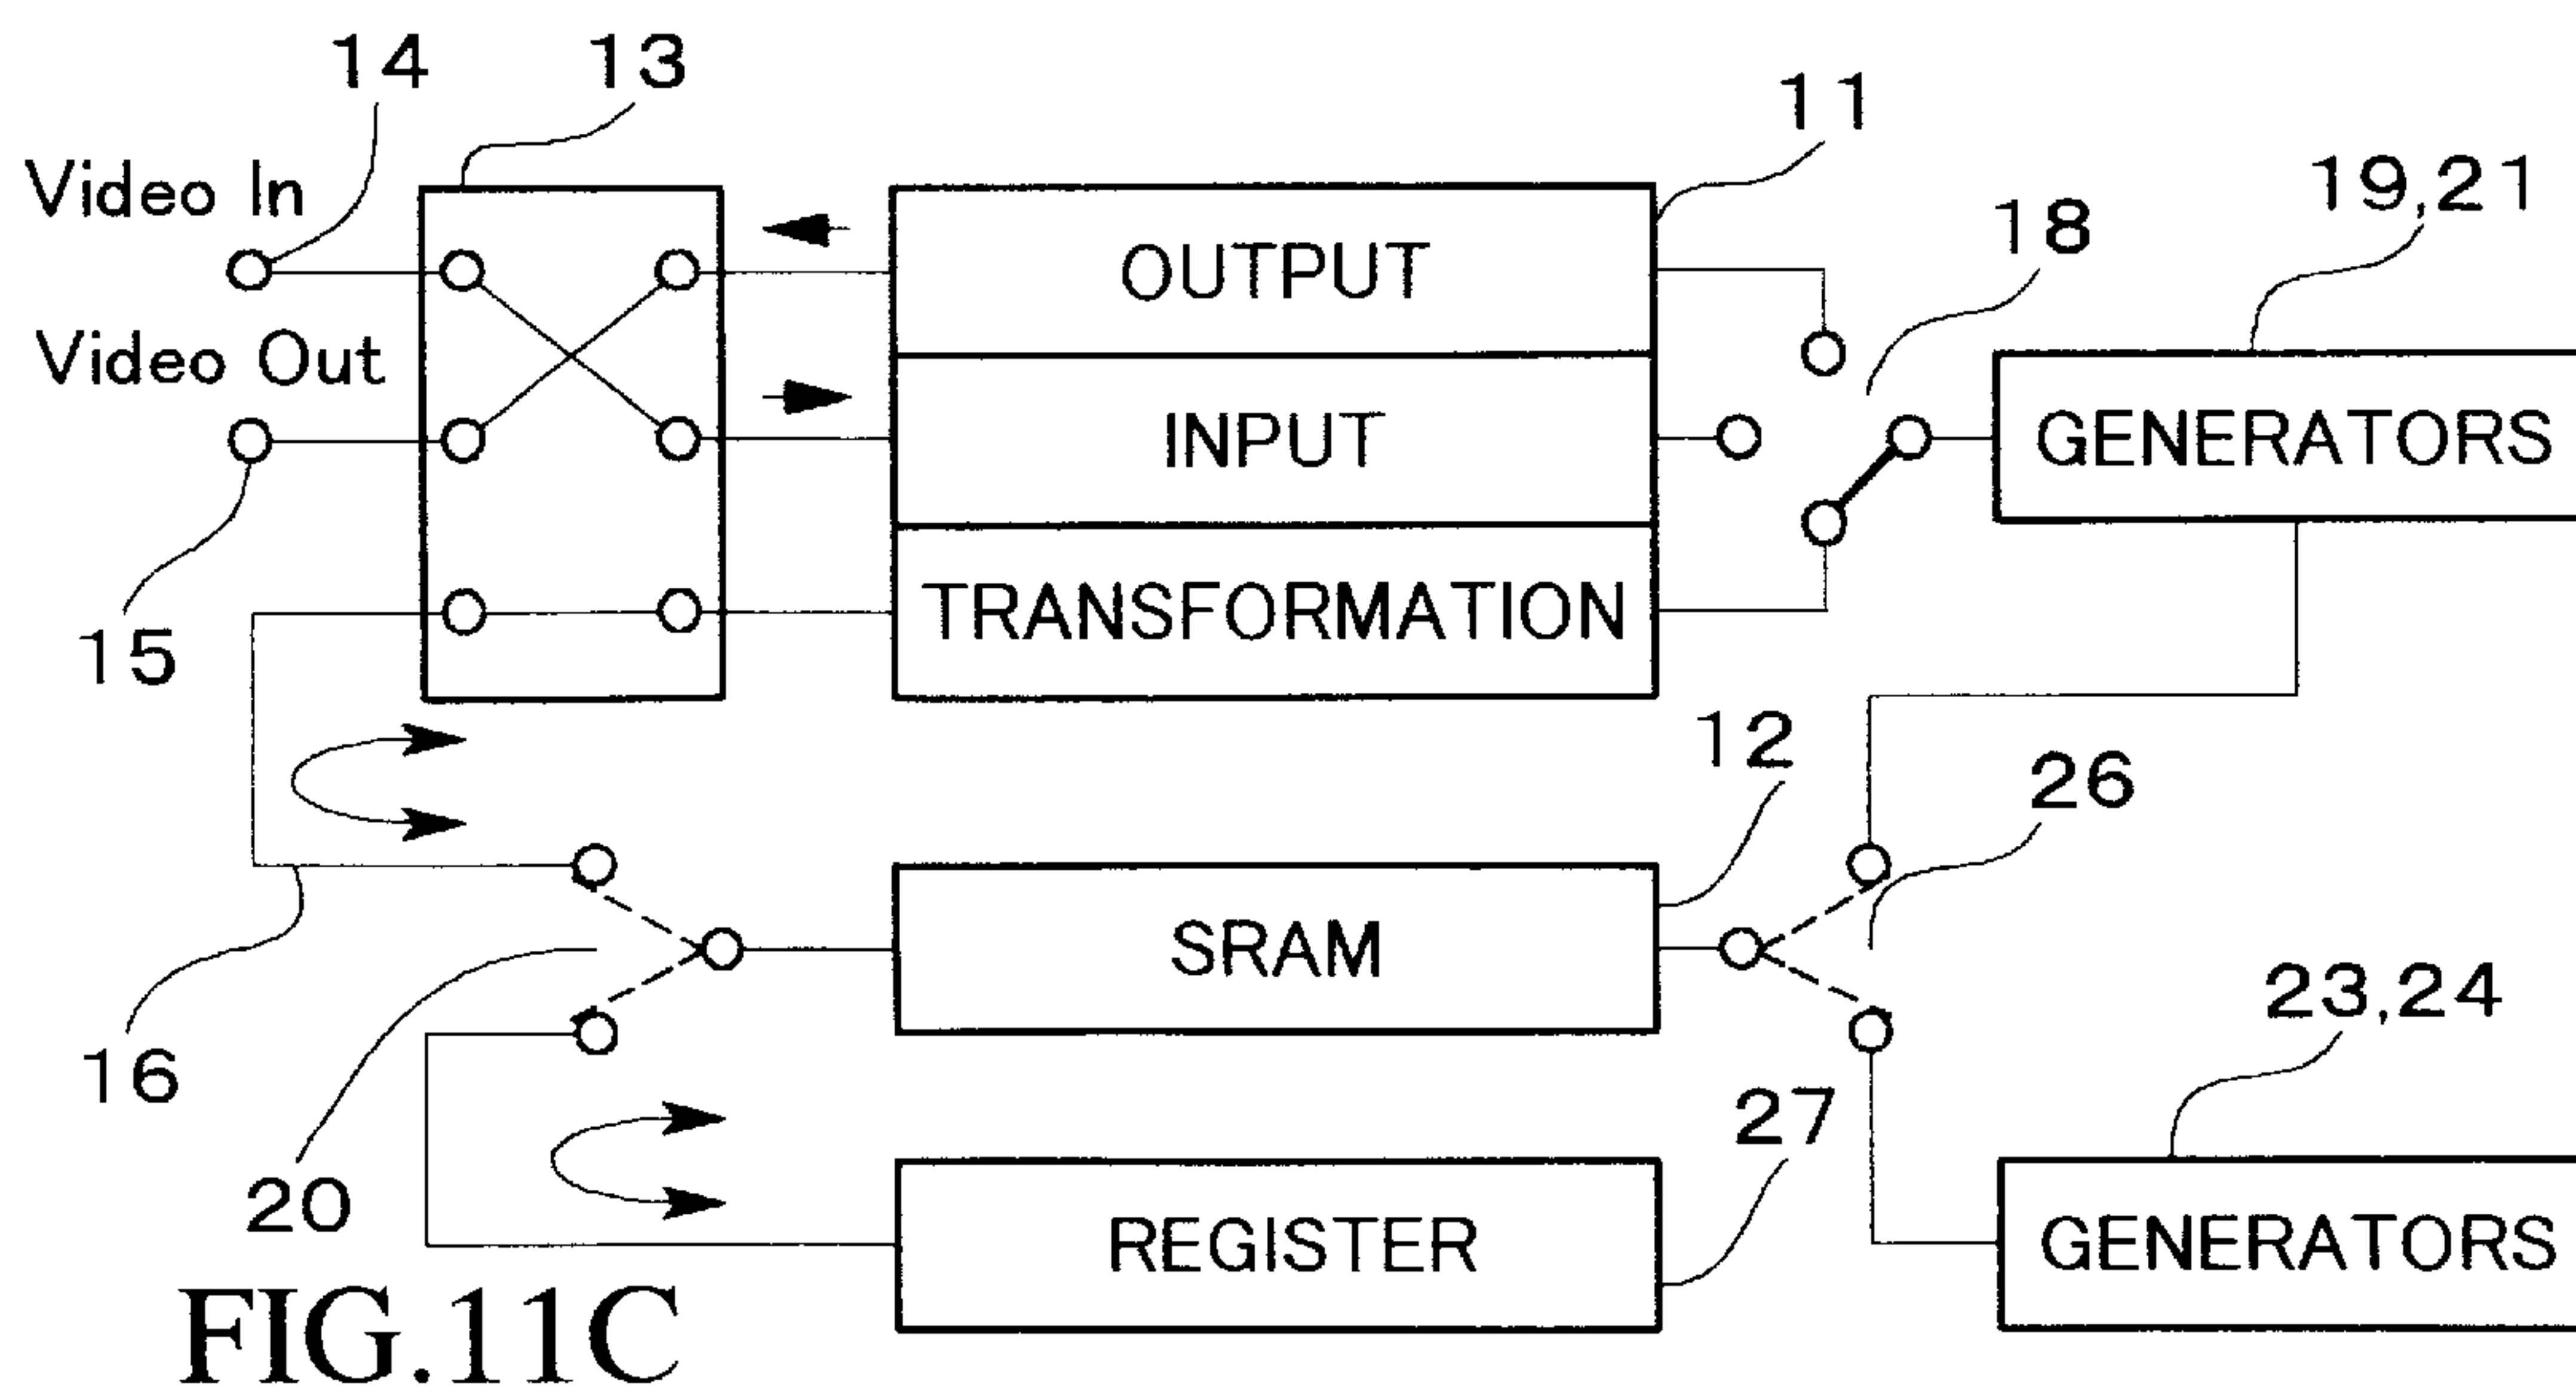 14
13
11
Video In
19,21
18
OUTPUT
Video Out
INPUT
GENERATORS
TRANSFORMATION
15
12
26
SRAM
23,24
16
27
20
REGISTER
GENERATORS
FIG.11C